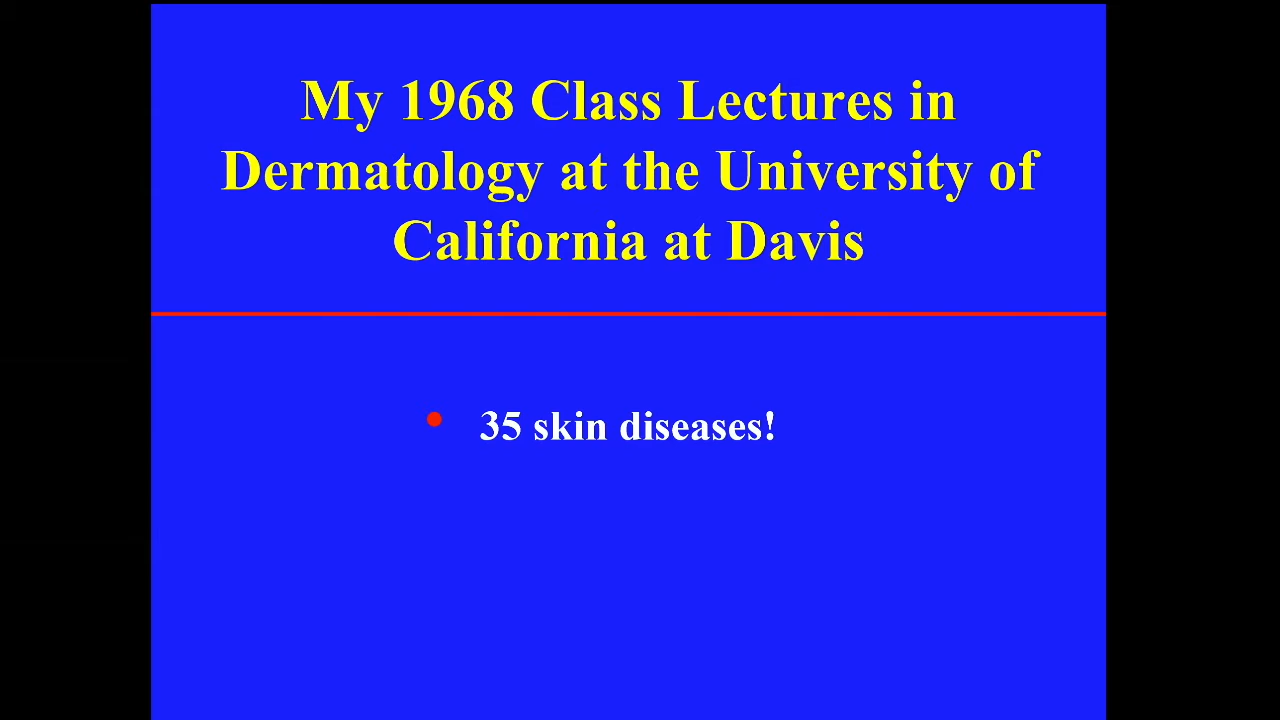 My 1968 Class Lectures in
Dermatology at the University of
California at Davis
• 35 skin diseases!